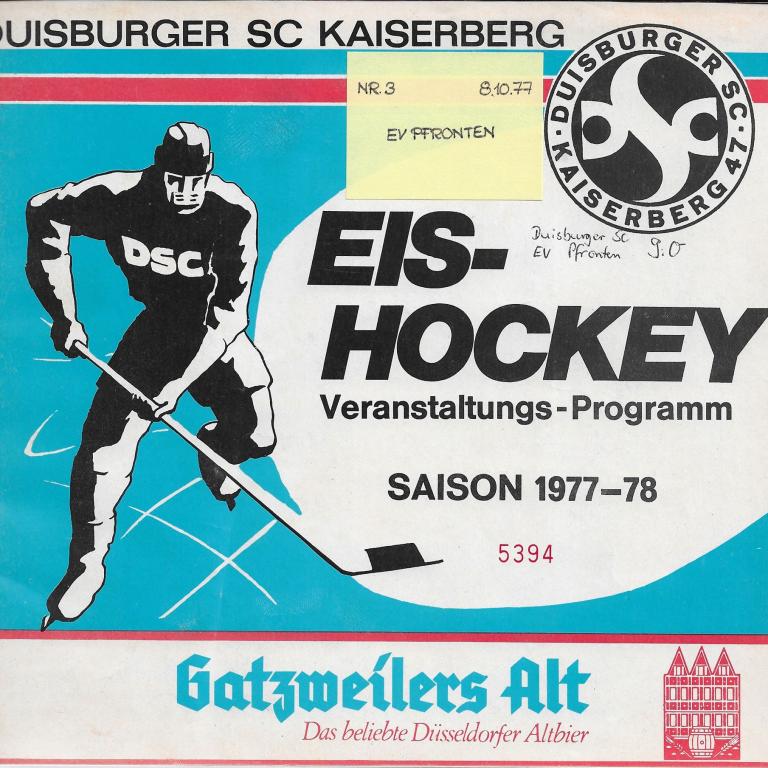 DUISBURGER SC KAISERBERG
DUISBURGER SC
KAISERBERG 47
NR.3 8.10.77
EV PFRONTEN
DSC
EIS-
Duisburger SC
EV Pfronten 9:0
HOCKEY
Veranstaltungs-Programm
SAISON 1977-78
5394
Gatzweilers Alt
Das beliebte Düsseldorfer Altbier